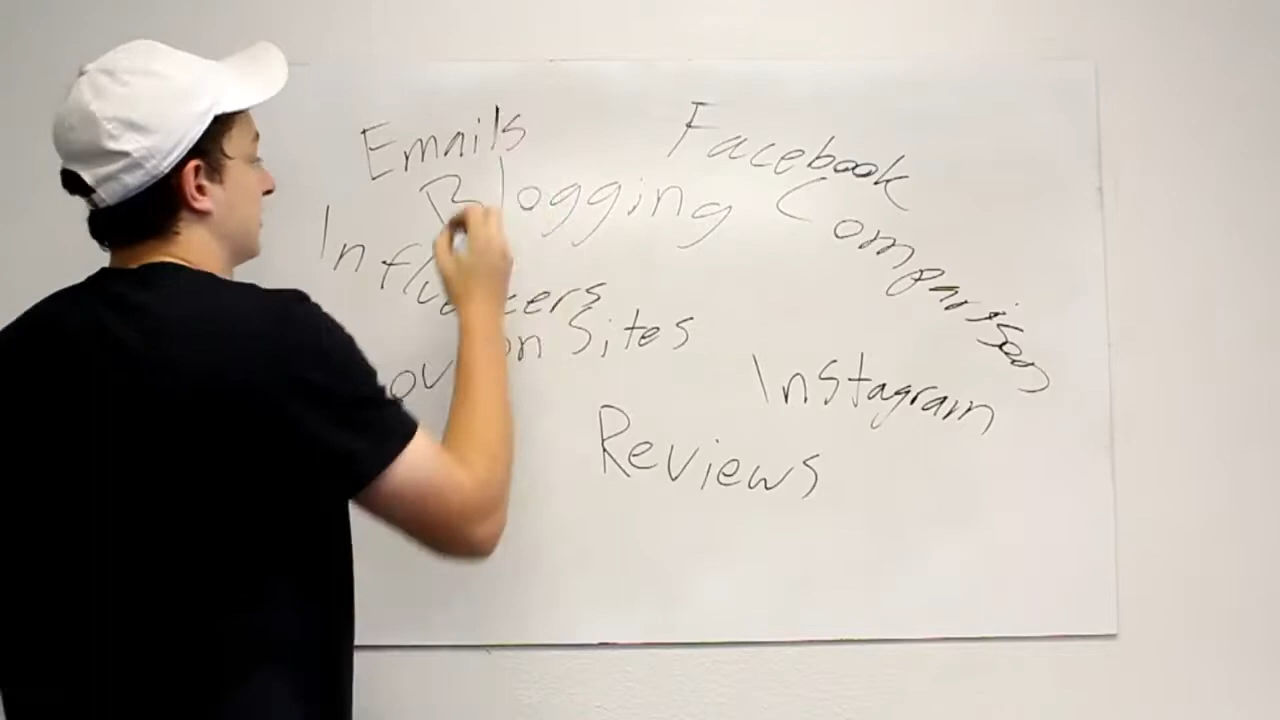 Emails
Facebook
Blogging
Comparison
Influencers
Sites
Instagram
Reviews